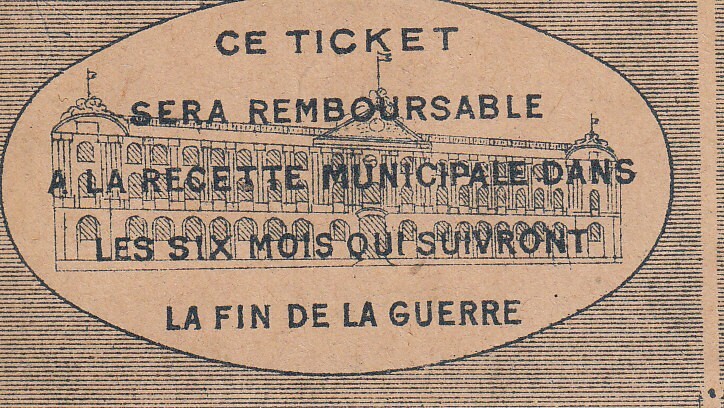 CE TICKET
SERA REMBOURSABLE
A LA RECETTE MUNICIPALE DANS
LES SIX MOIS QUI SUIVRONT
LA FIN DE LA GUERRE